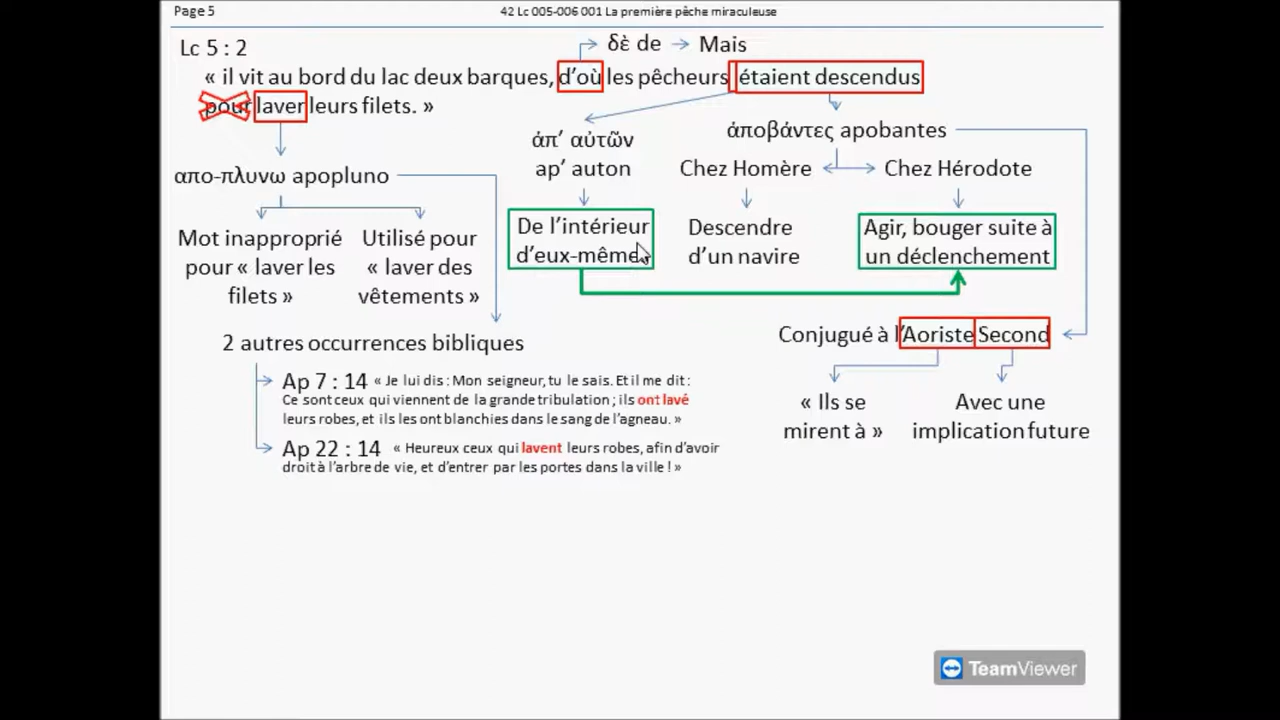 Page 5
42 Lc 005-006 001 La première pêche miraculeuse
Lc 5 : 2
δὲ de
Mais
« il vit au bord du lac deux barques, d’où les pêcheurs étaient descendus
pour laver leurs filets. »
απο-πλυνω apopluno
Mot inapproprié
pour « laver les
filets »
Utilisé pour
« laver des
vêtements »
ἀπ’ αὐτῶν
ap’ auton
De l’intérieur
d’eux-même
ἀποβάντες apobantes
Chez Homère
Chez Hérodote
Descendre
d’un navire
Agir, bouger suite à
un déclenchement
Conjugué à l’Aoriste Second
« Ils se
mirent à »
Avec une
implication future
2 autres occurrences bibliques
Ap 7 : 14 « Je lui dis : Mon seigneur, tu le sais. Et il me dit :
Ce sont ceux qui viennent de la grande tribulation ; ils ont lavé
leurs robes, et ils les ont blanchies dans le sang de l’agneau. »
Ap 22 : 14 « Heureux ceux qui lavent leurs robes, afin d’avoir
droit à l’arbre de vie, et d’entrer par les portes dans la ville ! »
TeamViewer